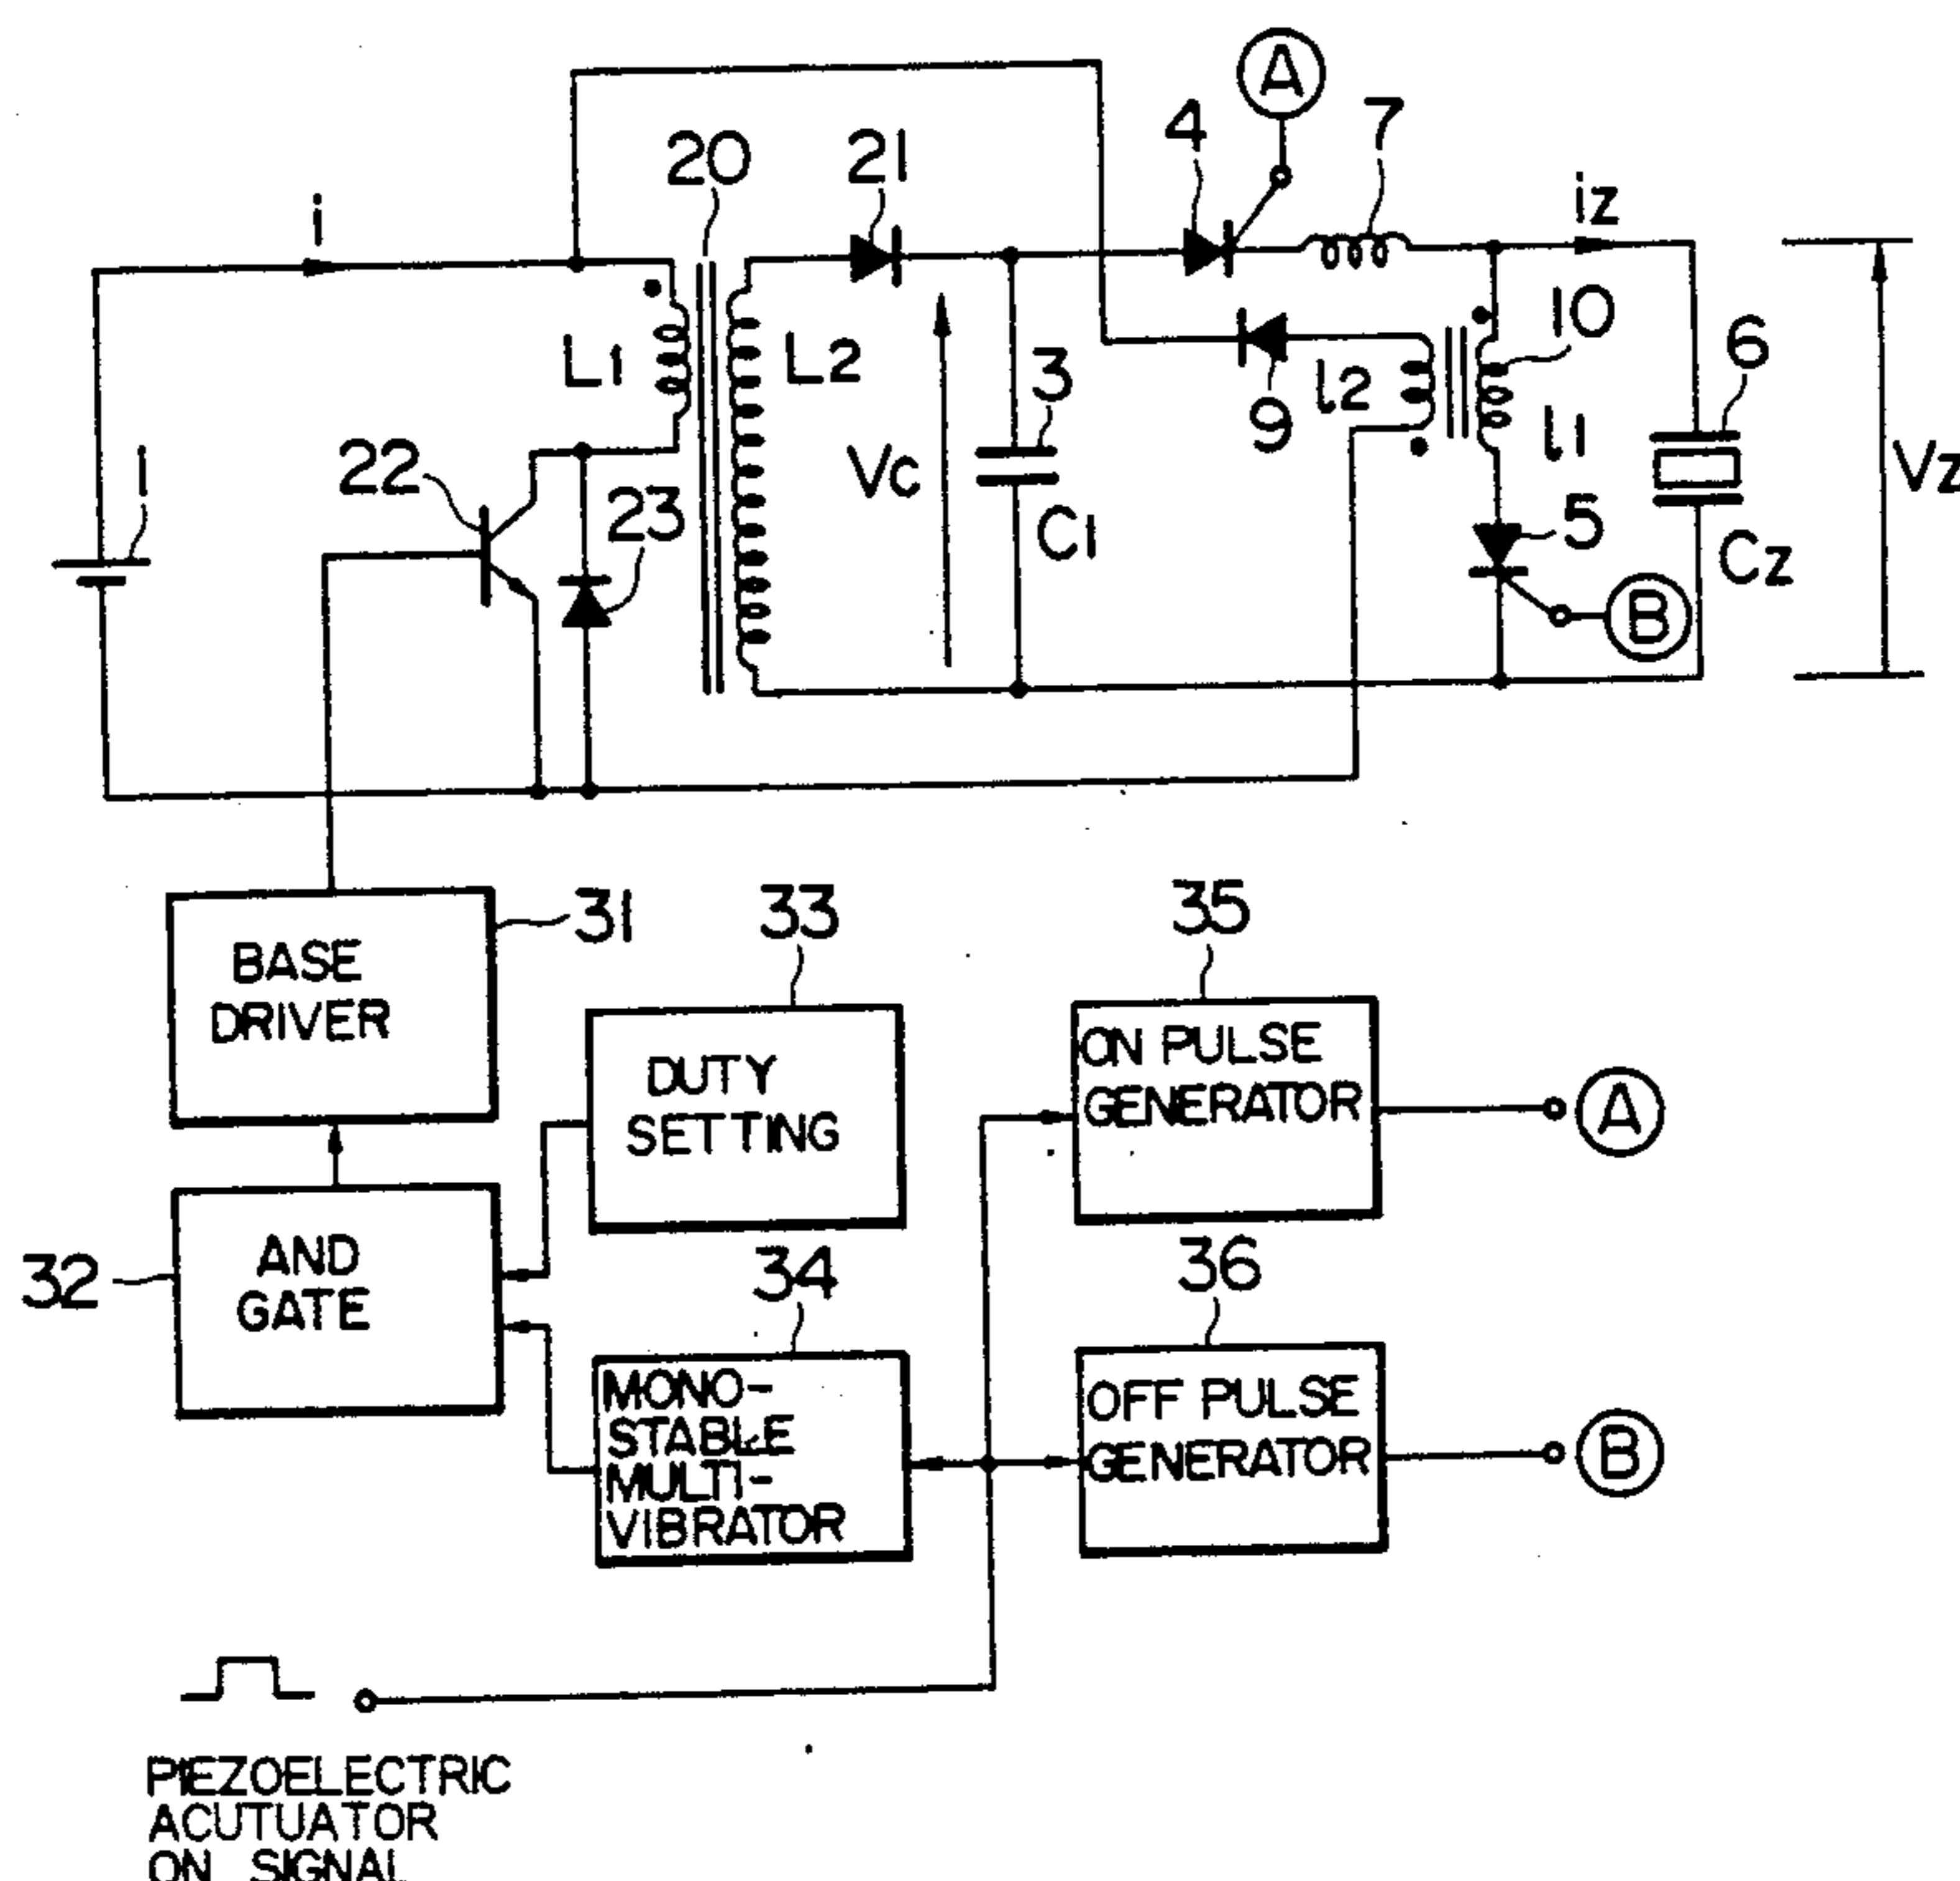 A
4
7
20
21
i
iz
L1
L2
3
10
6
l2
9
l1
22
1
23
Vc
C1
5
Vz
Cz
B
31
33
35
BASE
DRIVER
DUTY
SETTING
ON PULSE
GENERATOR
A
32
AND
GATE
34
36
MONO-
STABLE
MULTI-
VIBRATOR
OFF PULSE
GENERATOR
B
PIEZOELECTRIC
ACUTUATOR
ON SIGNAL